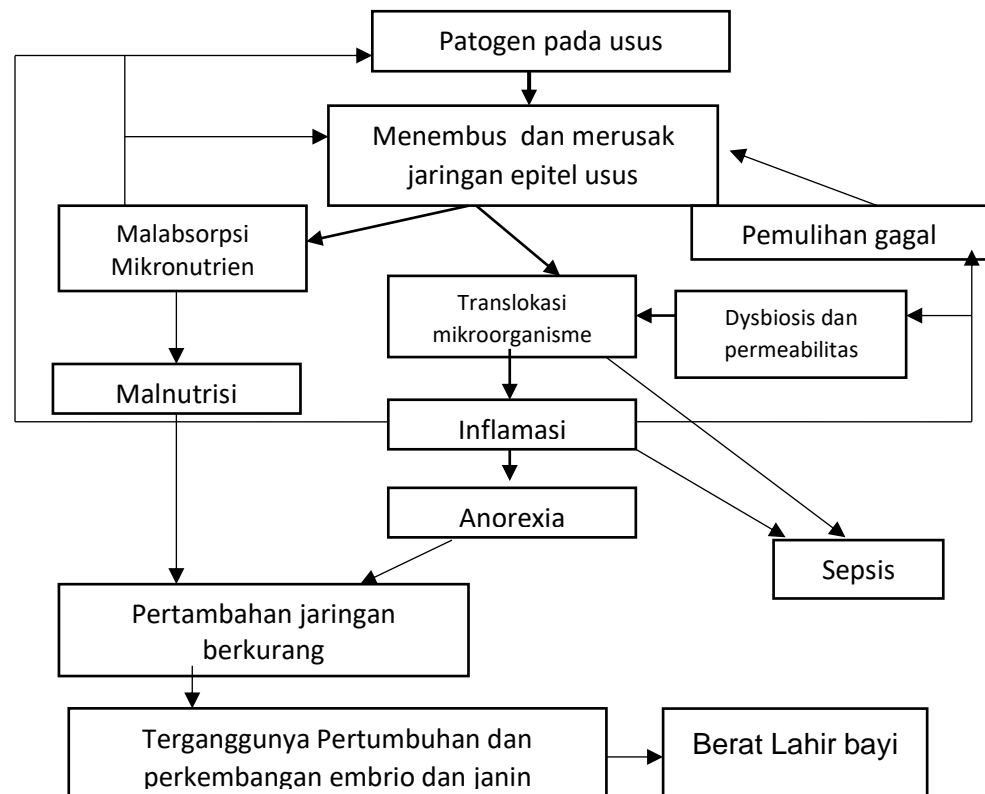 Patogen pada usus
Menembus dan merusak
jaringan epitel usus
Malabsorpsi
Mikronutrien
Pemulihan gagal
Translokasi
mikroorganisme
Dysbiosis dan
permeabilitas
Malnutrisi
Inflamasi
Anorexia
Sepsis
Pertambahan jaringan
berkurang
Terganggunya Pertumbuhan dan
perkembangan embrio dan janin
Berat Lahir bayi